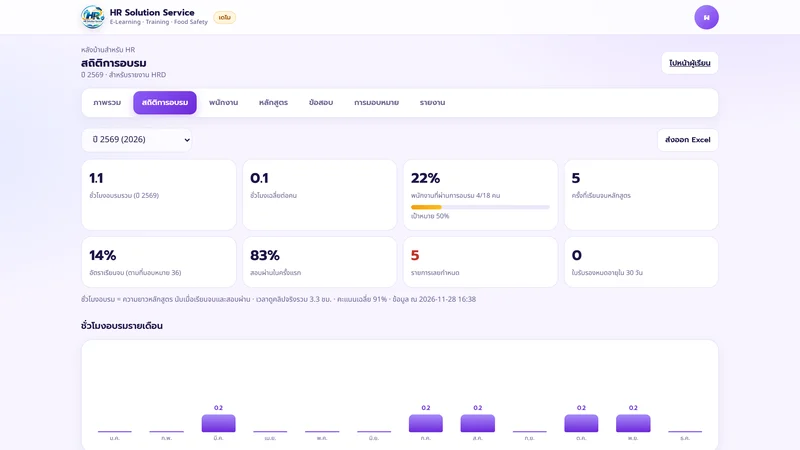 HR Solution Service
E-Learning · Training · Food Safety
เดโม
ผ
หลังบ้านสำหรับ HR
สถิติการอบรม
ปี 2569 · สำหรับรายงาน HRD
ไปหน้าผู้เรียน
ภาพรวม
สถิติการอบรม
พนักงาน
หลักสูตร
ข้อสอบ
การมอบหมาย
รายงาน
ปี 2569 (2026)
ส่งออก Excel
1.1
ชั่วโมงอบรมรวม (ปี 2569)
0.1
ชั่วโมงเฉลี่ยต่อคน
22%
พนักงานที่ผ่านการอบรม 4/18 คน
เป้าหมาย 50%
5
ครั้งที่เรียนจบหลักสูตร
14%
อัตราเรียนจบ (ตามที่มอบหมาย 36)
83%
สอบผ่านในครั้งแรก
5
รายการเลยกำหนด
0
ใบรับรองหมดอายุใน 30 วัน
ชั่วโมงอบรม = ความยาวหลักสูตร นับเมื่อเรียนจบและสอบผ่าน · เวลาดูคลิปจริงรวม 3.3 ชม. · คะแนนเฉลี่ย 91% · ข้อมูล ณ 2026-11-28 16:38
ชั่วโมงอบรมรายเดือน
0.2
0.2
0.2
0.2
0.2
ม.ค.
ก.พ.
มี.ค.
เม.ย.
พ.ค.
มิ.ย.
ก.ค.
ส.ค.
ก.ย.
ต.ค.
พ.ย.
ธ.ค.